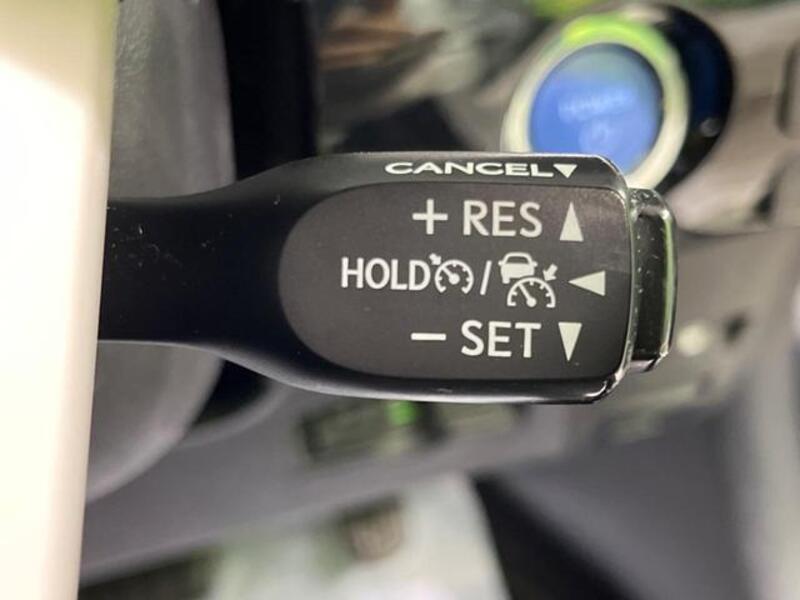 CANCEL▼
+ RES ▲
HOLD / ◀
− SET ▼